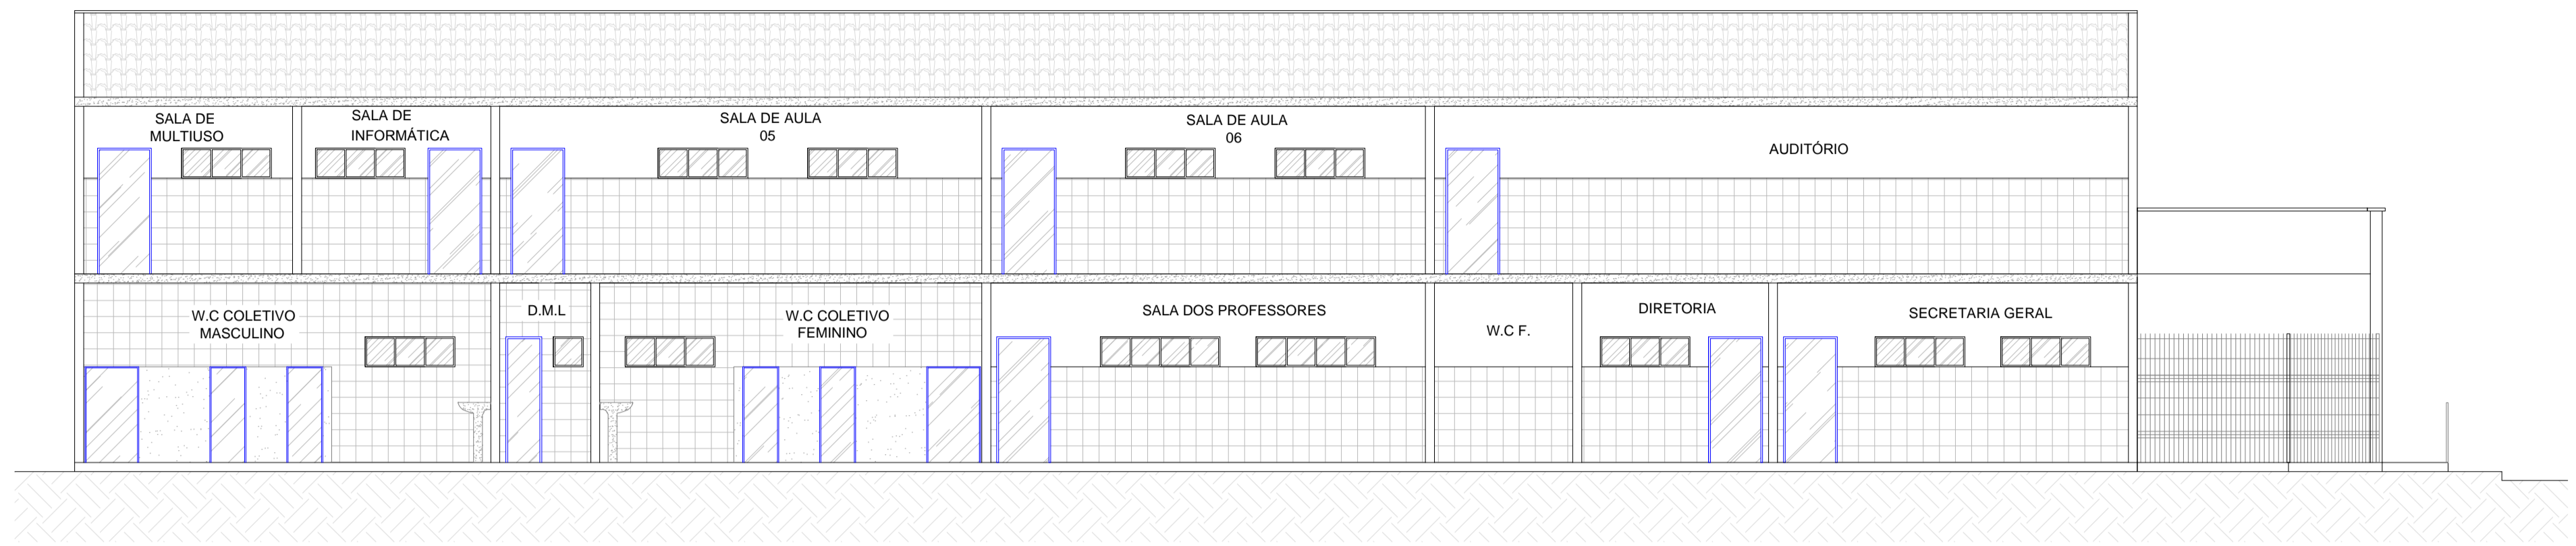 SALA DE
MULTIUSO
SALA DE
INFORMÁTICA
SALA DE AULA
05
SALA DE AULA
06
AUDITÓRIO
W.C COLETIVO
MASCULINO
D.M.L
W.C COLETIVO
FEMININO
SALA DOS PROFESSORES
W.C F.
DIRETORIA
SECRETARIA GERAL